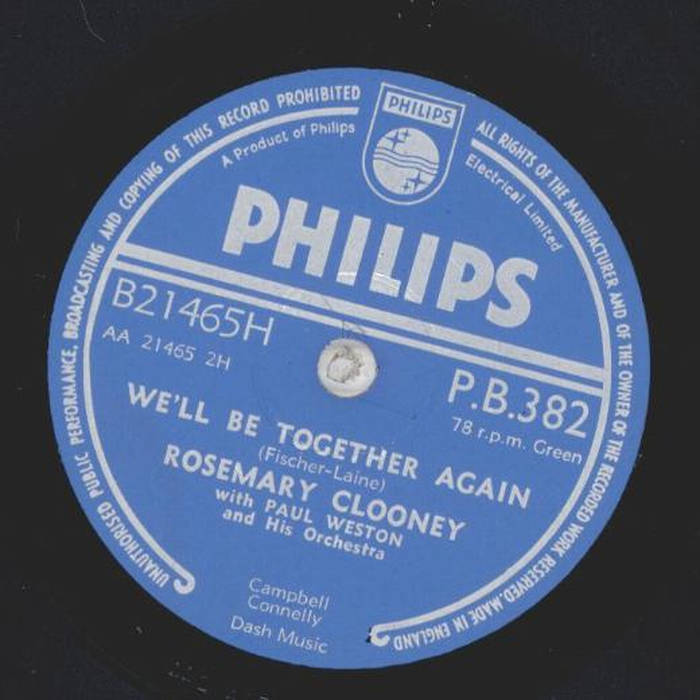 UNAUTHORISED PUBLIC PERFORMANCE, BROADCASTING AND COPYING OF THIS RECORD PROHIBITED
ALL RIGHTS OF THE MANUFACTURER AND OF THE OWNER OF THE RECORDED WORK RESERVED. MADE IN ENGLAND
A Product of Philips
Electrical Limited
PHILIPS
PHILIPS
B21465H
AA 21465 2H
P.B.382
78 r.p.m. Green
WE'LL BE TOGETHER AGAIN
(Fischer-Laine)
ROSEMARY CLOONEY
with PAUL WESTON
and His Orchestra
Campbell
Connelly
Dash Music